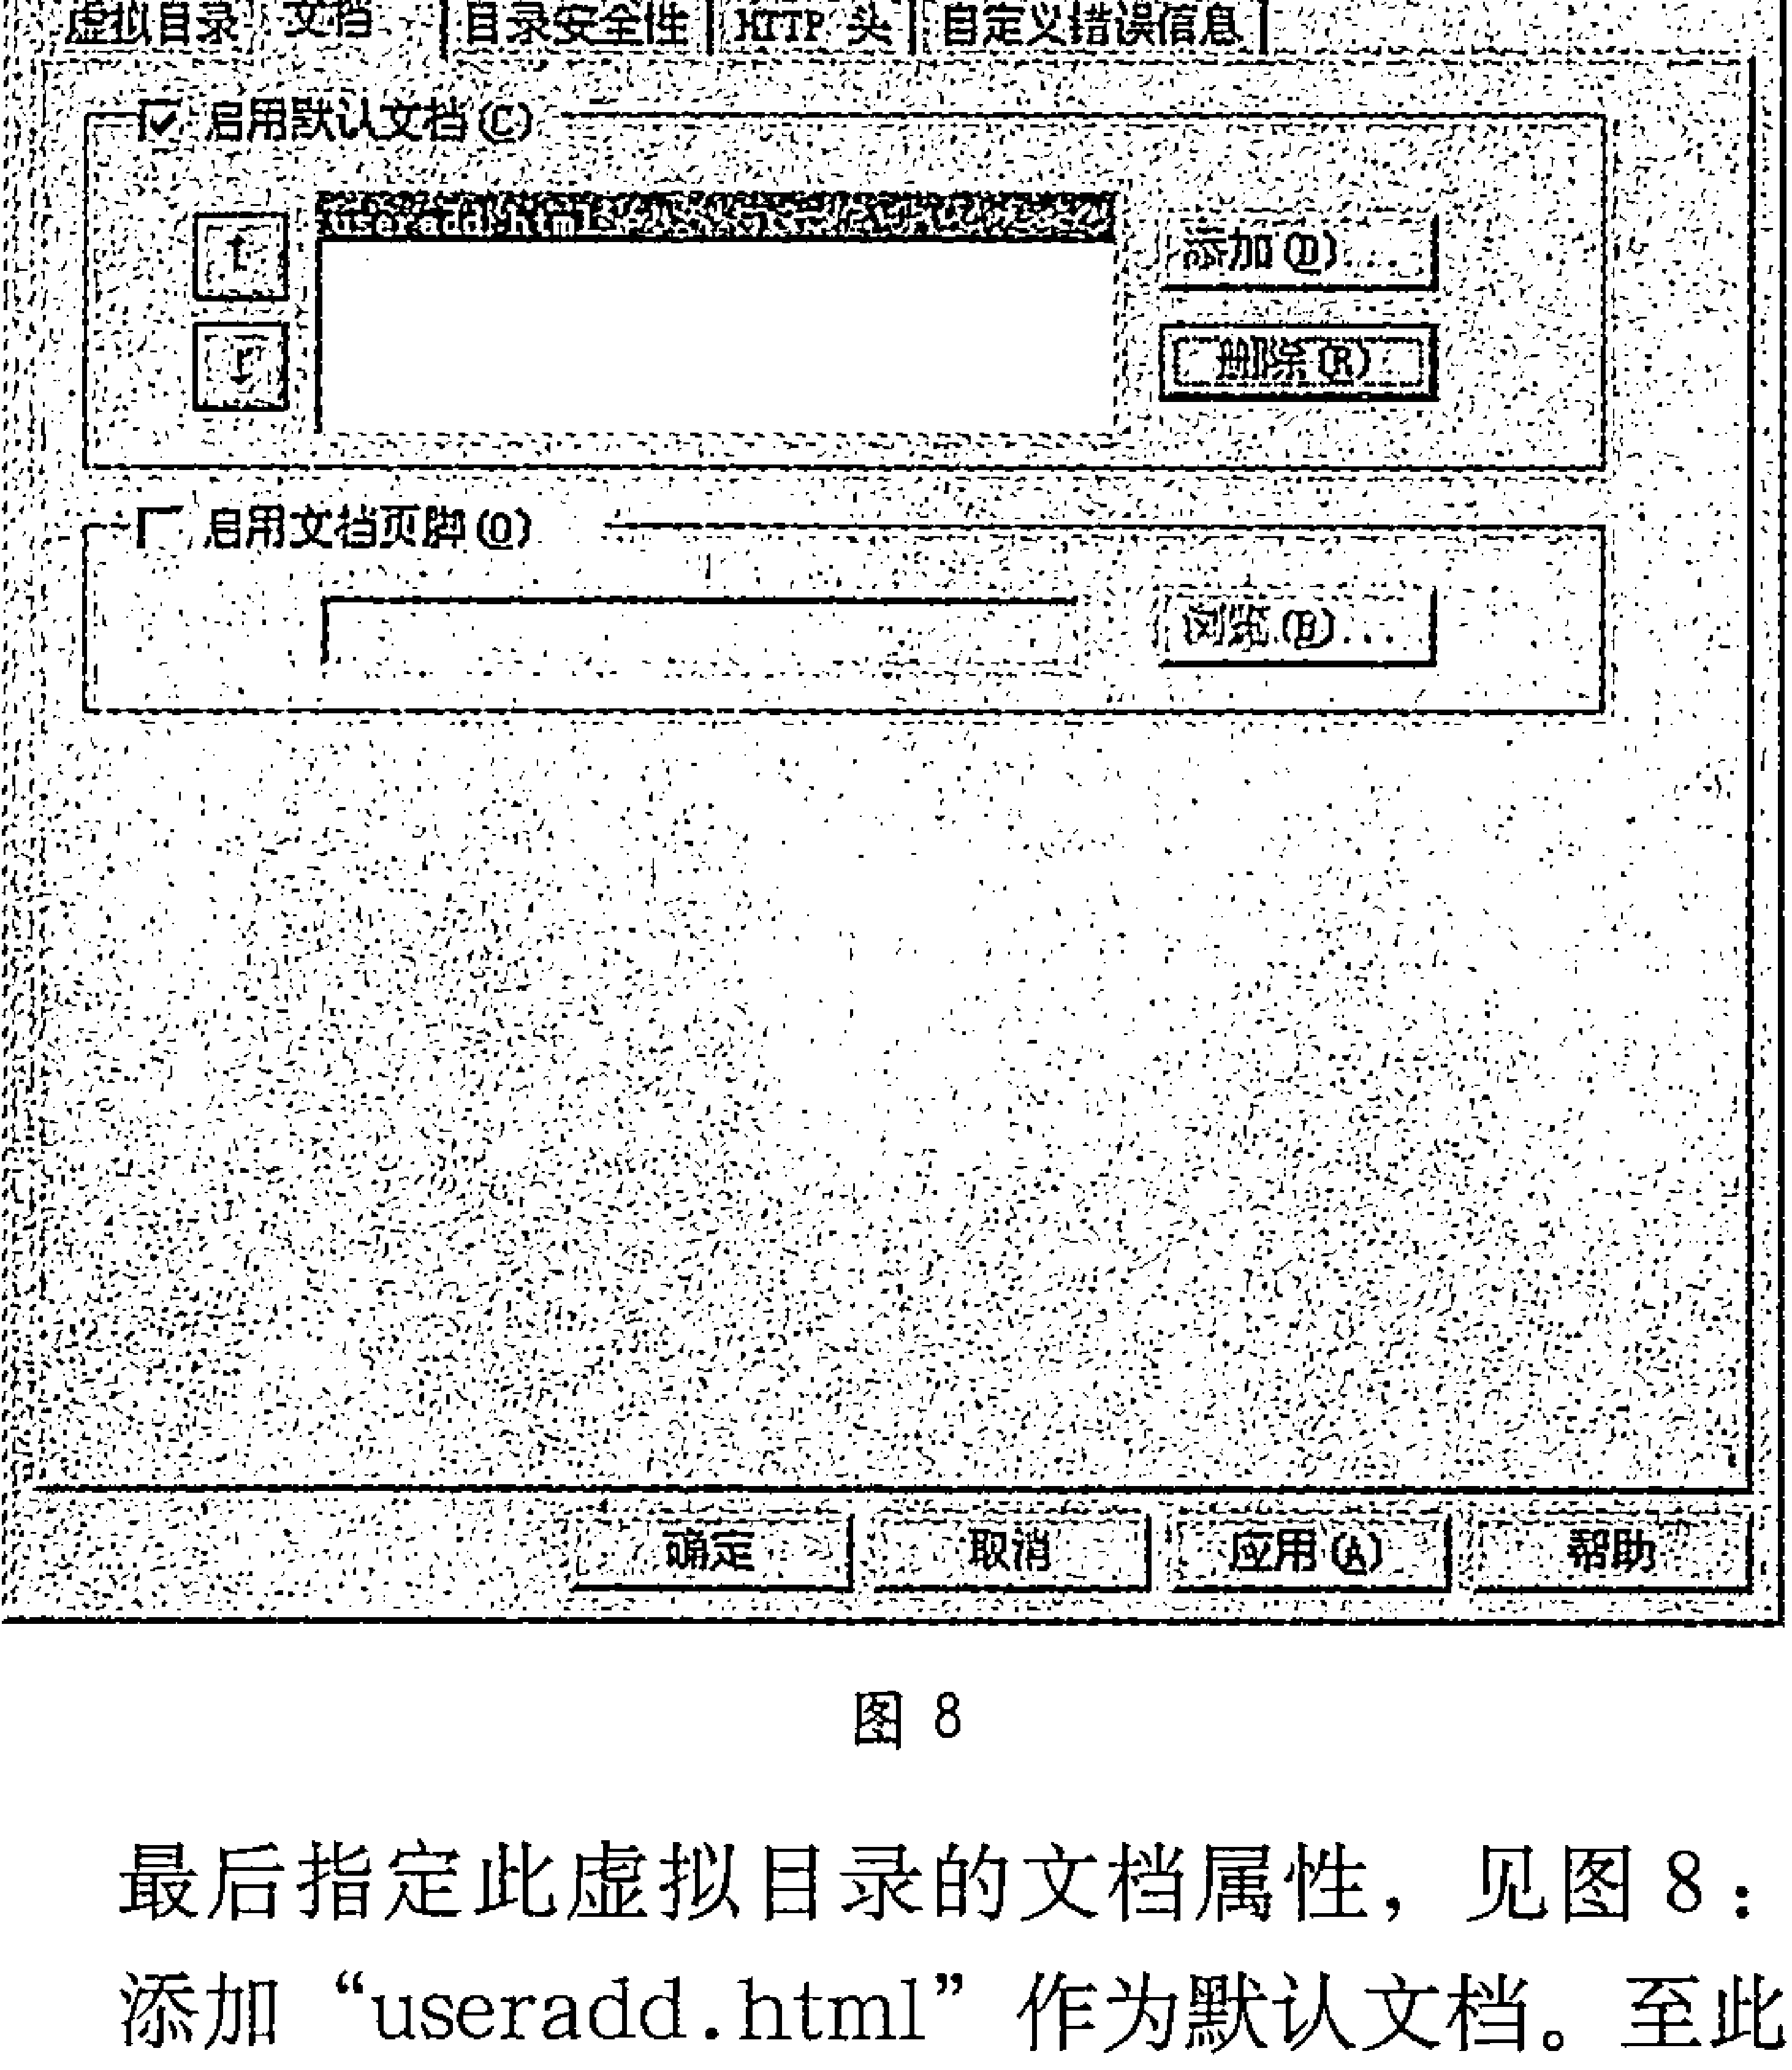 虚拟目录 文档 目录安全性 HTTP 头 自定义错误信息
启用默认文档(C)
useradd.html
添加(D)...
删除(R)
启用文档页脚(O)
浏览(B)...
确定 取消 应用(A) 帮助
图 8
最后指定此虚拟目录的文档属性，见图 8：
添加“useradd.html”作为默认文档。至此